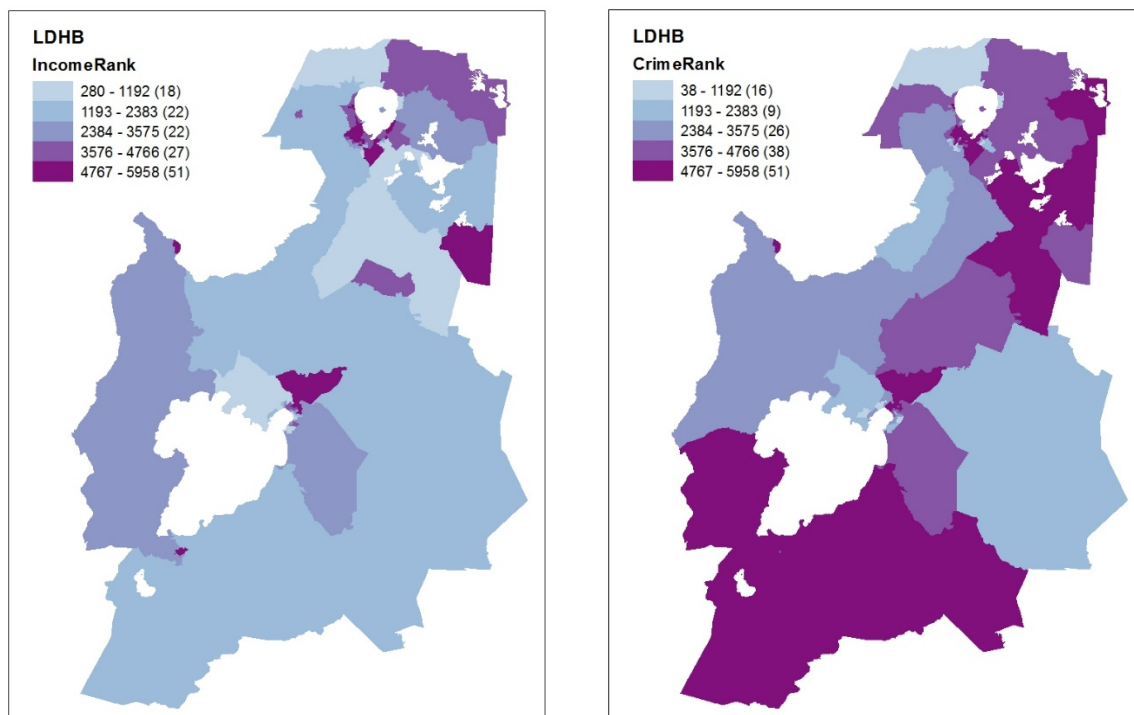 LDHB
IncomeRank
280 - 1192 (18)
1193 - 2383 (22)
2384 - 3575 (22)
3576 - 4766 (27)
4767 - 5958 (51)
LDHB
CrimeRank
38 - 1192 (16)
1193 - 2383 (9)
2384 - 3575 (26)
3576 - 4766 (38)
4767 - 5958 (51)